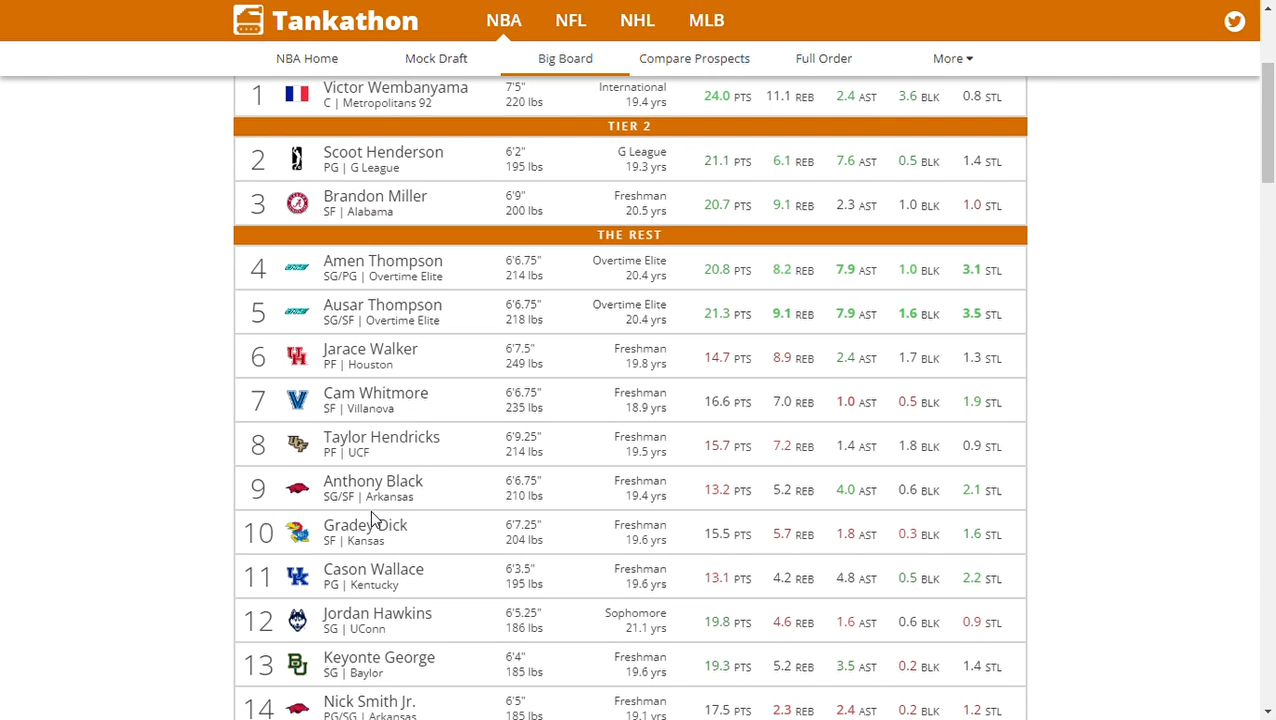 Tankathon NBA NFL NHL MLB
NBA Home Mock Draft Big Board Compare Prospects Full Order More
1 Victor Wembanyama 7'5" International 24.0 PTS 11.1 REB 2.4 AST 3.6 BLK 0.8 STL
C | Metropolitans 92 220 lbs 19.4 yrs
TIER 2
2 Scoot Henderson 6'2" G League 21.1 PTS 6.1 REB 7.6 AST 0.5 BLK 1.4 STL
PG | G League 195 lbs 19.3 yrs
3 Brandon Miller 6'9" Freshman 20.7 PTS 9.1 REB 2.3 AST 1.0 BLK 1.0 STL
SF | Alabama 200 lbs 20.5 yrs
THE REST
4 Amen Thompson 6'6.75" Overtime Elite 20.8 PTS 8.2 REB 7.9 AST 1.0 BLK 3.1 STL
SG/PG | Overtime Elite 214 lbs 20.4 yrs
5 Ausar Thompson 6'6.75" Overtime Elite 21.3 PTS 9.1 REB 7.9 AST 1.6 BLK 3.5 STL
SG/SF | Overtime Elite 218 lbs 20.4 yrs
6 Jarace Walker 6'7.5" Freshman 14.7 PTS 8.9 REB 2.4 AST 1.7 BLK 1.3 STL
PF | Houston 249 lbs 19.8 yrs
7 Cam Whitmore 6'6.75" Freshman 16.6 PTS 7.0 REB 1.0 AST 0.5 BLK 1.9 STL
SF | Villanova 235 lbs 18.9 yrs
8 Taylor Hendricks 6'9.25" Freshman 15.7 PTS 7.2 REB 1.4 AST 1.8 BLK 0.9 STL
PF | UCF 214 lbs 19.5 yrs
9 Anthony Black 6'6.75" Freshman 13.2 PTS 5.2 REB 4.0 AST 0.6 BLK 2.1 STL
SG/SF | Arkansas 210 lbs 19.4 yrs
10 Gradey Dick 6'7.25" Freshman 15.5 PTS 5.7 REB 1.8 AST 0.3 BLK 1.6 STL
SF | Kansas 204 lbs 19.6 yrs
11 Cason Wallace 6'3.5" Freshman 13.1 PTS 4.2 REB 4.8 AST 0.5 BLK 2.2 STL
PG | Kentucky 195 lbs 19.6 yrs
12 Jordan Hawkins 6'5.25" Sophomore 19.8 PTS 4.6 REB 1.6 AST 0.6 BLK 0.9 STL
SG | UConn 186 lbs 21.1 yrs
13 Keyonte George 6'4" Freshman 19.3 PTS 5.2 REB 3.5 AST 0.2 BLK 1.4 STL
SG | Baylor 185 lbs 19.6 yrs
14 Nick Smith Jr. 6'5" Freshman 17.5 PTS 2.3 REB 2.4 AST 0.2 BLK 1.2 STL
PG/SG | Arkansas 185 lbs 19.1 yrs